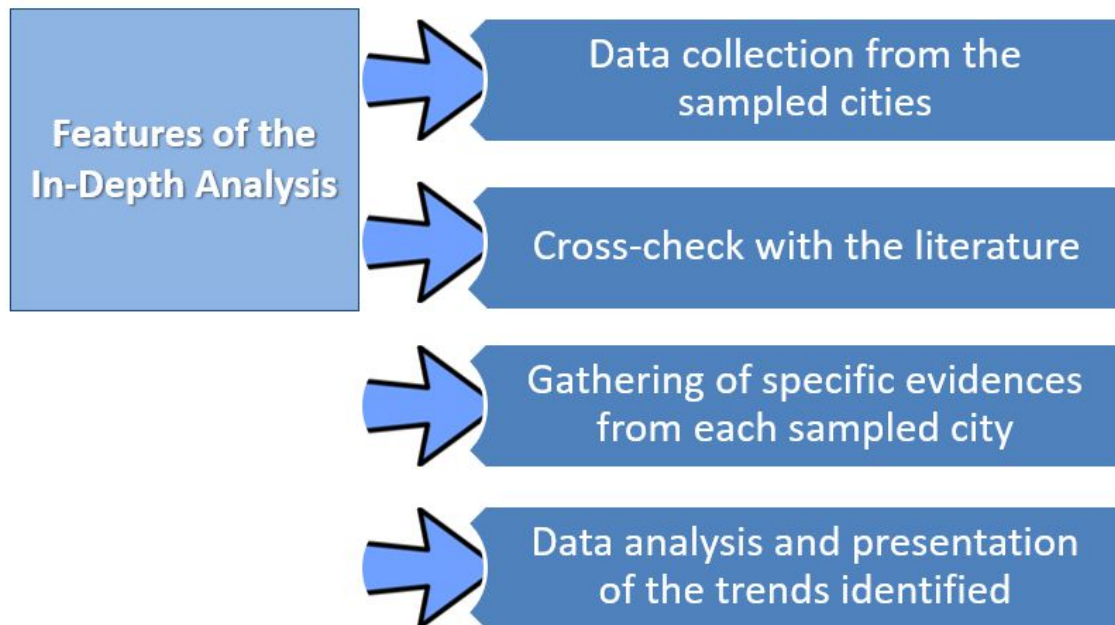 Features of the
In-Depth Analysis
Data collection from the
sampled cities
Cross-check with the literature
Gathering of specific evidences
from each sampled city
Data analysis and presentation
of the trends identified